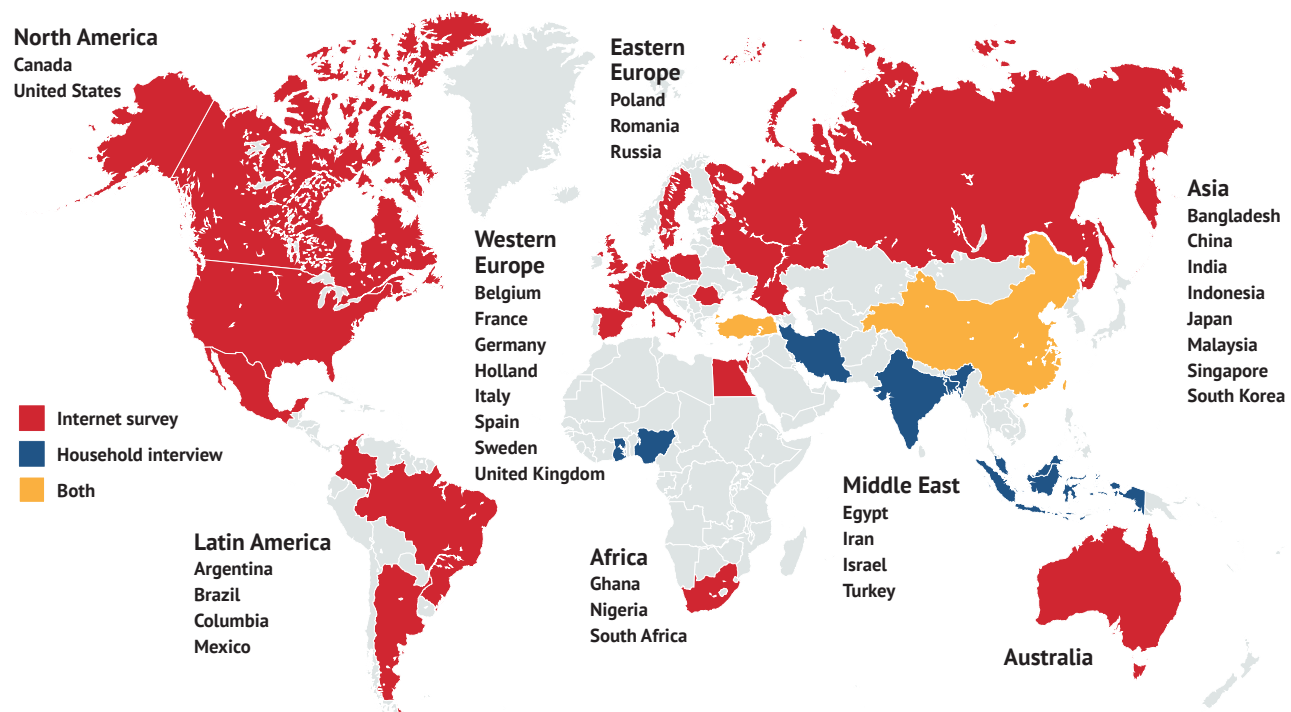 North America
Canada
United States
Eastern
Europe
Poland
Romania
Russia
Western
Europe
Belgium
France
Germany
Holland
Italy
Spain
Sweden
United Kingdom
Asia
Bangladesh
China
India
Indonesia
Japan
Malaysia
Singapore
South Korea
Internet survey
Household interview
Both
Latin America
Argentina
Brazil
Columbia
Mexico
Africa
Ghana
Nigeria
South Africa
Middle East
Egypt
Iran
Israel
Turkey
Australia